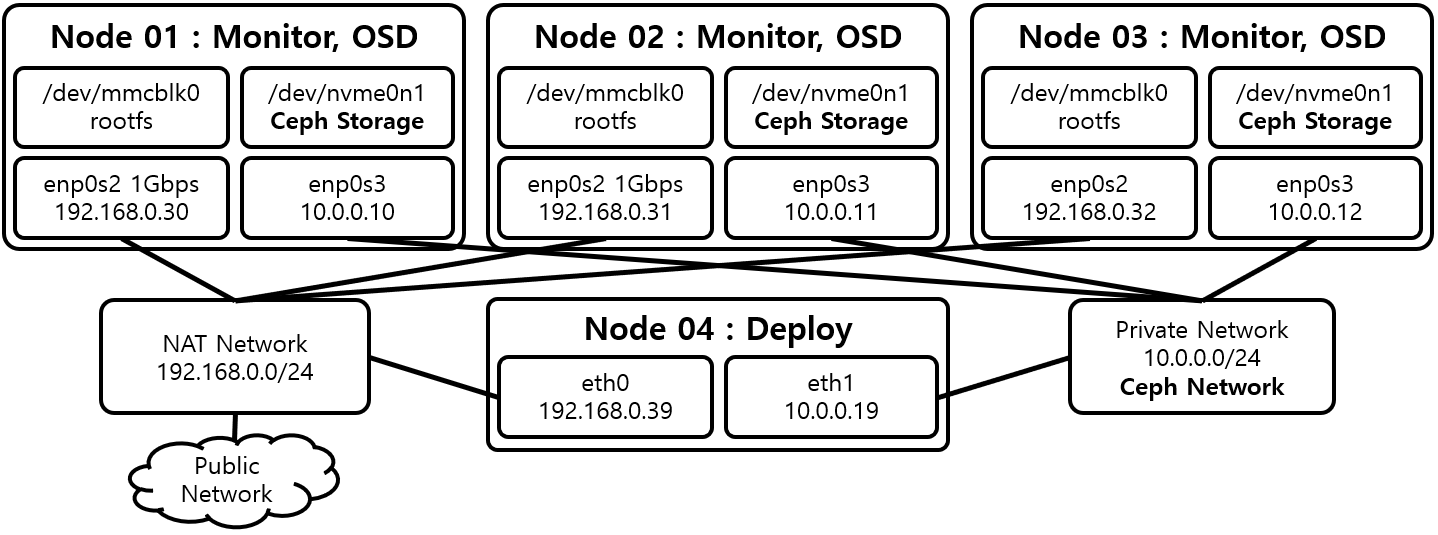 Node 01 : Monitor, OSD
/dev/mmcblk0
rootfs
/dev/nvme0n1
Ceph Storage
enp0s2 1Gbps
192.168.0.30
enp0s3
10.0.0.10
Node 02 : Monitor, OSD
/dev/mmcblk0
rootfs
/dev/nvme0n1
Ceph Storage
enp0s2 1Gbps
192.168.0.31
enp0s3
10.0.0.11
Node 03 : Monitor, OSD
/dev/mmcblk0
rootfs
/dev/nvme0n1
Ceph Storage
enp0s2
192.168.0.32
enp0s3
10.0.0.12
NAT Network
192.168.0.0/24
Node 04 : Deploy
eth0
192.168.0.39
eth1
10.0.0.19
Private Network
10.0.0.0/24
Ceph Network
Public
Network